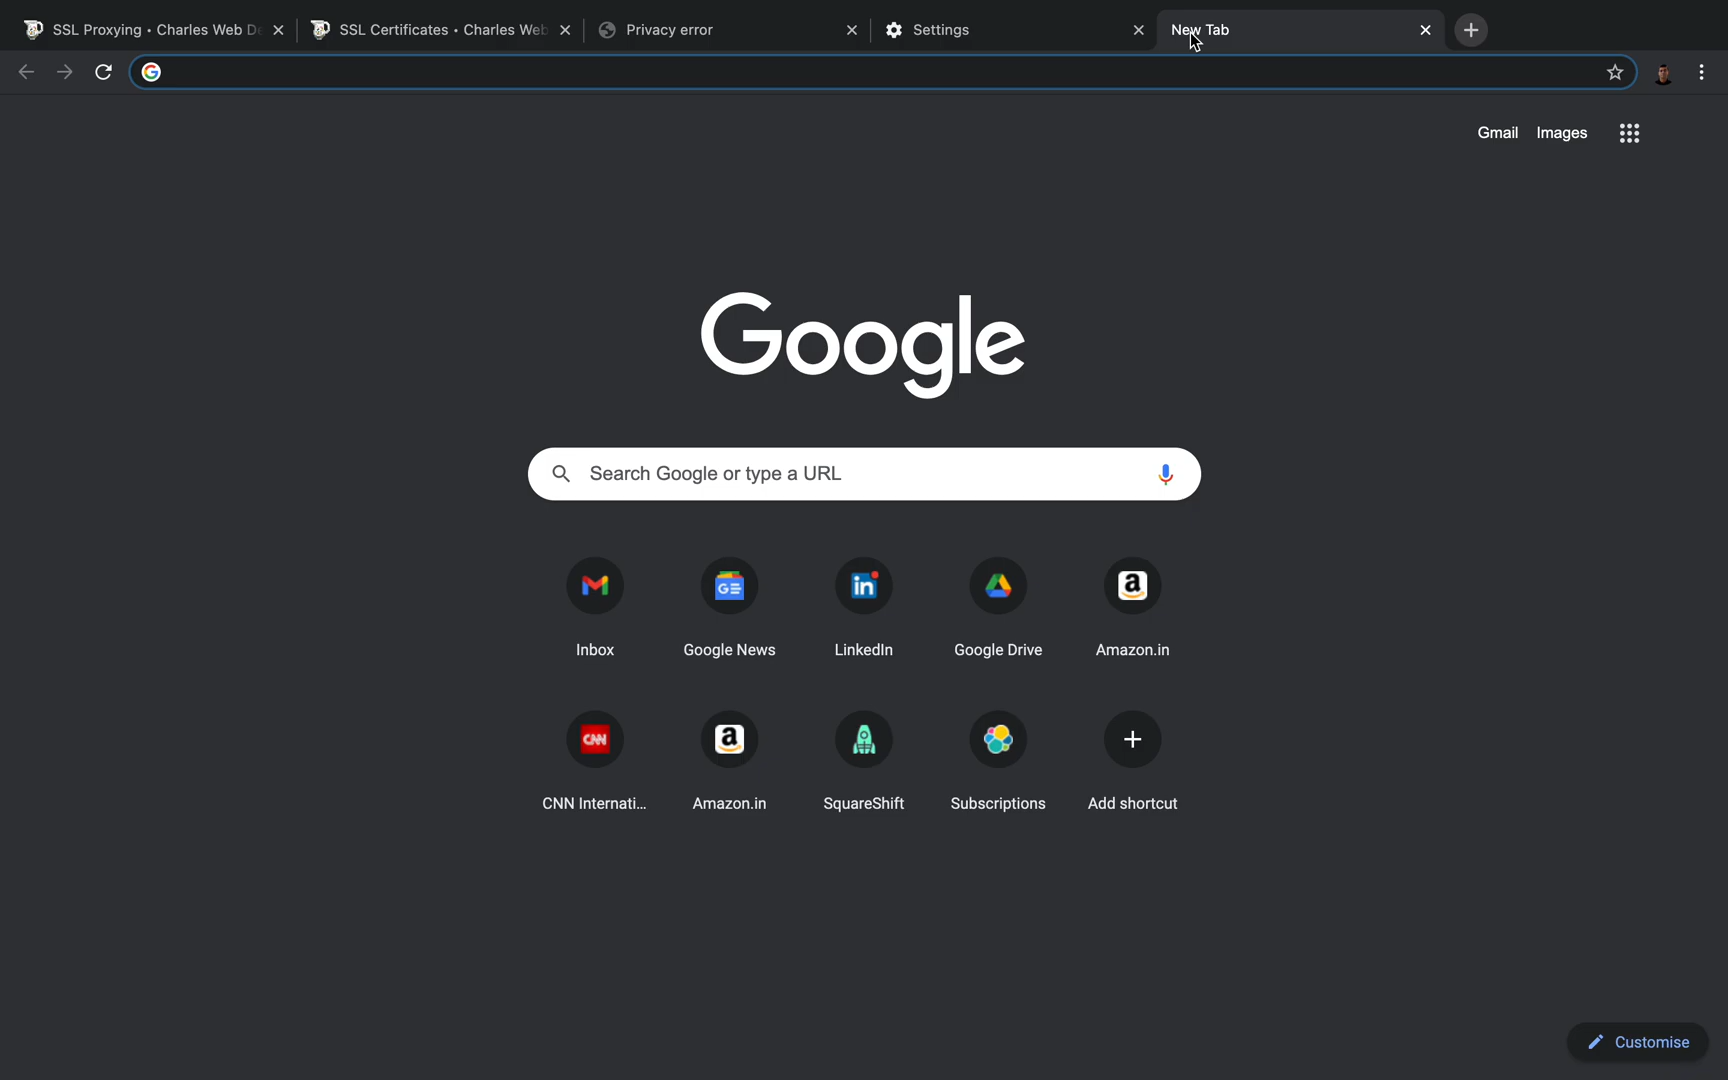 SSL Proxying • Charles Web De
SSL Certificates • Charles Web
Privacy error
Settings
New Tab
Gmail Images
Google
Search Google or type a URL
Inbox Google News LinkedIn Google Drive Amazon.in
CNN Internati... Amazon.in SquareShift Subscriptions Add shortcut
Customise